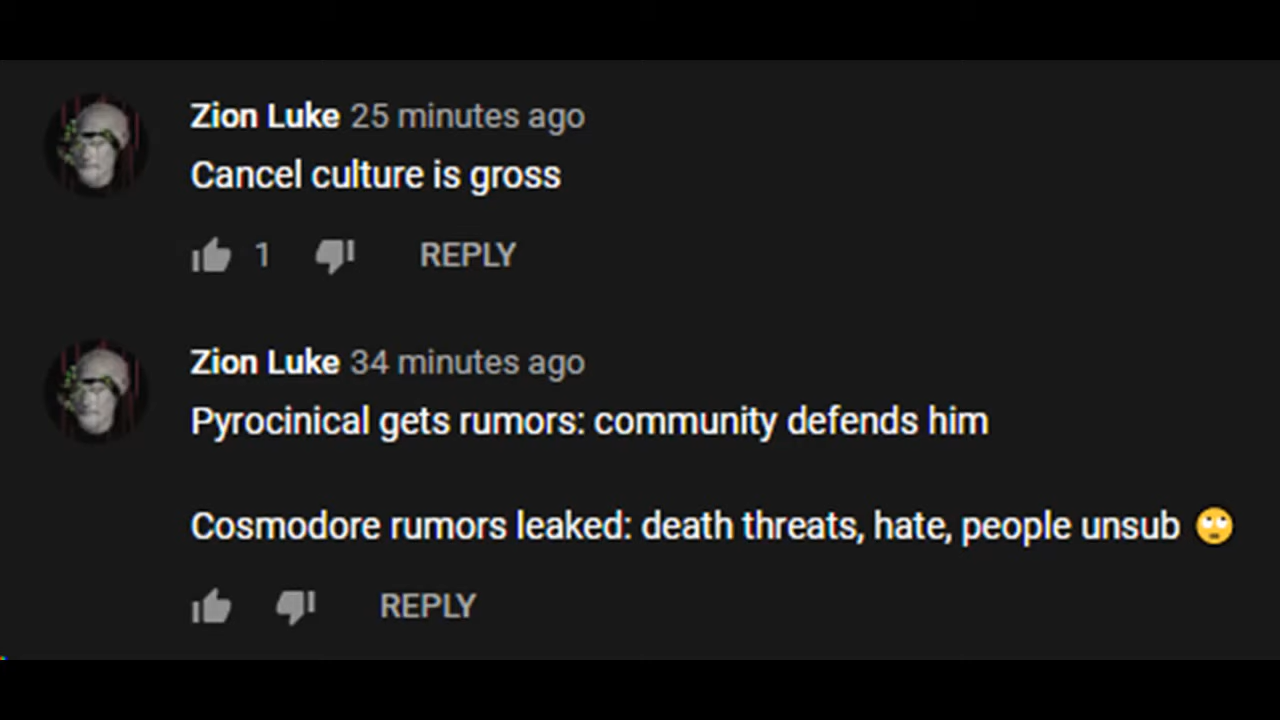 Zion Luke 25 minutes ago
Cancel culture is gross
1 REPLY
Zion Luke 34 minutes ago
Pyrocinical gets rumors: community defends him
Cosmodore rumors leaked: death threats, hate, people unsub 🙄
REPLY